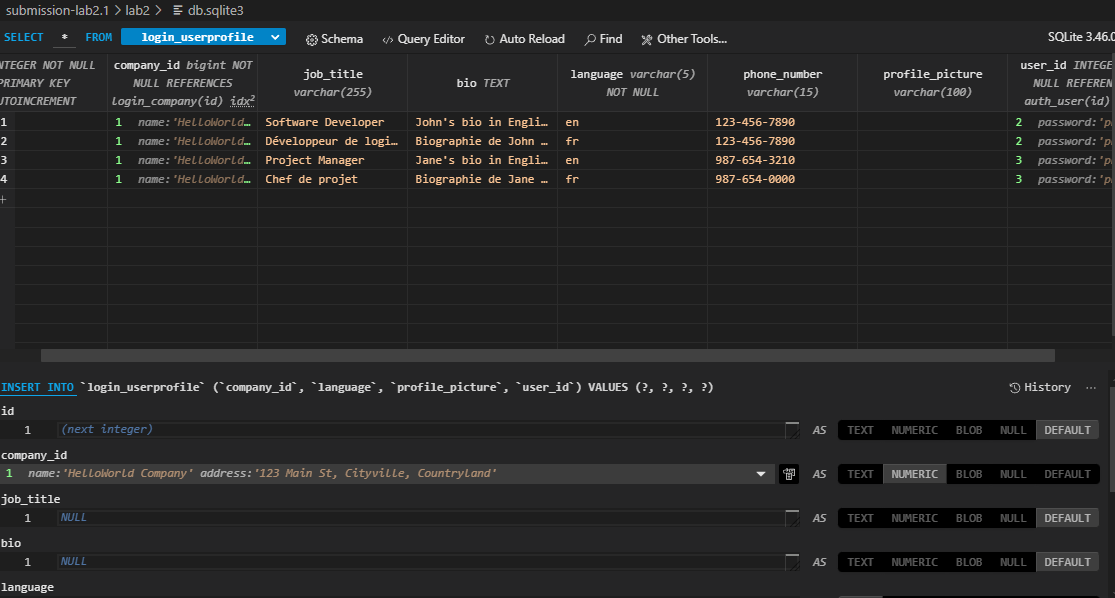 submission-lab2.1 > lab2 > db.sqlite3
SELECT * FROM login_userprofile Schema </> Query Editor Auto Reload Find Other Tools... SQLite 3.46.0
NTEGER NOT NULL company_id bigint NOT job_title bio TEXT language varchar(5) phone_number profile_picture user_id INTEGE
PRIMARY KEY NULL REFERENCES varchar(255) NOT NULL varchar(15) varchar(100) NULL REFEREN
UTOINCREMENT login_company(id) idx² auth_user(id)
1 1 name:'HelloWorld… Software Developer John's bio in Engli… en 123-456-7890 2 password:'p
2 1 name:'HelloWorld… Développeur de logi… Biographie de John … fr 123-456-7890 2 password:'p
3 1 name:'HelloWorld… Project Manager Jane's bio in Engli… en 987-654-3210 3 password:'p
4 1 name:'HelloWorld… Chef de projet Biographie de Jane … fr 987-654-0000 3 password:'p
+
INSERT INTO `login_userprofile` (`company_id`, `language`, `profile_picture`, `user_id`) VALUES (?, ?, ?, ?) History ...
id
1 (next integer) AS TEXT NUMERIC BLOB NULL DEFAULT
company_id
1 name:'HelloWorld Company' address:'123 Main St, Cityville, Countryland' AS TEXT NUMERIC BLOB NULL DEFAULT
job_title
1 NULL AS TEXT NUMERIC BLOB NULL DEFAULT
bio
1 NULL AS TEXT NUMERIC BLOB NULL DEFAULT
language